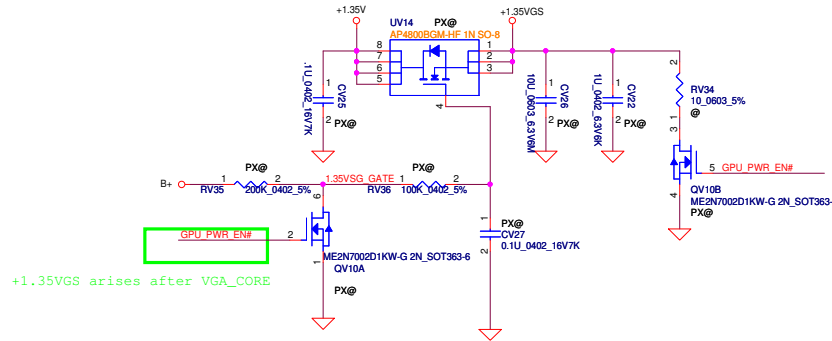 +1.35V
+1.35VGS
UV14
PX@
AP4800BGM-HF 1N SO-8
8
7
6
5
1
2
3
4
1
CV25
.1U_0402_16V7K
2
PX@
1
CV26
10U_0603_6.3V6M
2
PX@
1
CV22
1U_0402_6.3V6K
2
PX@
2
RV34
10_0603_5%
@
1
3
5
GPU_PWR_EN#
QV10B
ME2N7002D1KW-G 2N_SOT363-
PX@
4
B+
1
PX@
2
RV35
200K_0402_5%
1.35VSG_GATE
1
PX@
2
RV36
100K_0402_5%
6
GPU_PWR_EN#
2
1
ME2N7002D1KW-G 2N_SOT363-6
QV10A
PX@
1
PX@
CV27
0.1U_0402_16V7K
2
+1.35VGS arises after VGA_CORE